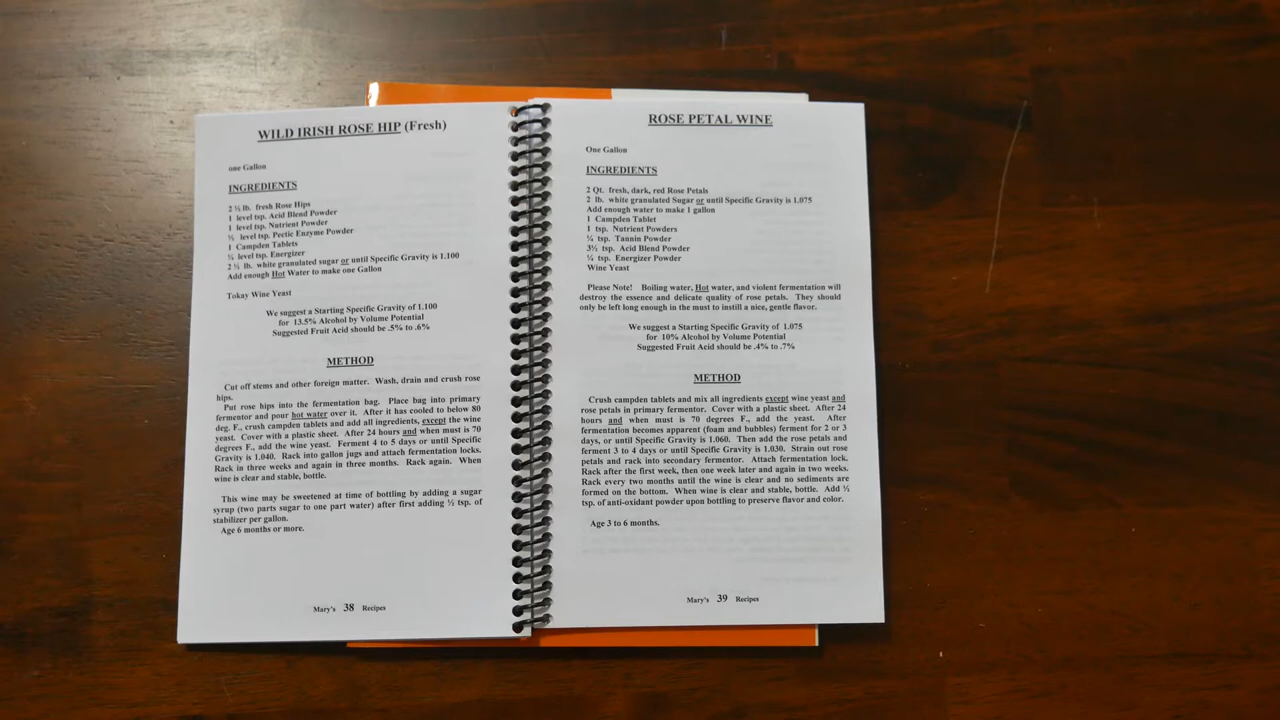 WILD IRISH ROSE HIP (Fresh)
one Gallon
INGREDIENTS
2 ½ lb. fresh Rose Hips
1 level tsp. Acid Blend Powder
1 level tsp. Nutrient Powder
½ level tsp. Pectic Enzyme Powder
1 Campden Tablets
level tsp. Energizer
2 ½ lb. white granulated sugar or until Specific Gravity is 1.100
Add enough Hot Water to make one Gallon
Tokay Wine Yeast
We suggest a Starting Specific Gravity of 1.100
for 13.5% Alcohol by Volume Potential
Suggested Fruit Acid should be .5% to .6%
METHOD
Cut off stems and other foreign matter. Wash, drain and crush rose
hips.
Put rose hips into the fermentation bag. Place bag into primary
fermentor and pour hot water over it. After it has cooled to below 80
deg. F., crush campden tablets and add all ingredients, except the wine
yeast. Cover with a plastic sheet. After 24 hours and when must is 70
degrees F., add the wine yeast. Ferment 4 to 5 days or until Specific
Gravity is 1.040. Rack into gallon jugs and attach fermentation locks.
Rack in three weeks and again in three months. Rack again. When
wine is clear and stable, bottle.
This wine may be sweetened at time of bottling by adding a sugar
syrup (two parts sugar to one part water) after first adding ½ tsp. of
stabilizer per gallon.
Age 6 months or more.
Mary's 38 Recipes
ROSE PETAL WINE
One Gallon
INGREDIENTS
2 Qt. fresh, dark, red Rose Petals
2 lb. white granulated Sugar or until Specific Gravity is 1.075
Add enough water to make 1 gallon
1 Campden Tablet
1 tsp. Nutrient Powders
¼ tsp. Tannin Powder
3½ tsp. Acid Blend Powder
¼ tsp. Energizer Powder
Wine Yeast
Please Note! Boiling water, Hot water, and violent fermentation will
destroy the essence and delicate quality of rose petals. They should
only be left long enough in the must to instill a nice, gentle flavor.
We suggest a Starting Specific Gravity of 1.075
for 10% Alcohol by Volume Potential
Suggested Fruit Acid should be .4% to .7%
METHOD
Crush campden tablets and mix all ingredients except wine yeast and
rose petals in primary fermentor. Cover with a plastic sheet. After 24
hours and when must is 70 degrees F., add the yeast. After
fermentation becomes apparent (foam and bubbles) ferment for 2 or 3
days, or until Specific Gravity is 1.060. Then add the rose petals and
ferment 3 to 4 days or until Specific Gravity is 1.030. Strain out rose
petals and rack into secondary fermentor. Attach fermentation lock.
Rack after the first week, then one week later and again in two weeks.
Rack every two months until the wine is clear and no sediments are
formed on the bottom. When wine is clear and stable, bottle. Add ½
tsp. of anti-oxidant powder upon bottling to preserve flavor and color.
Age 3 to 6 months.
Mary's 39 Recipes